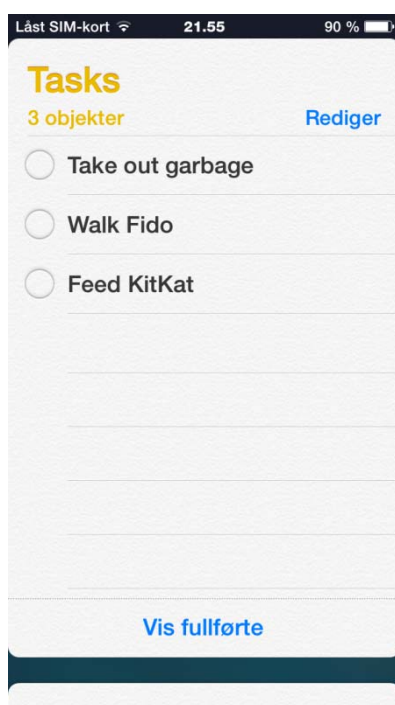 Låst SIM-kort 21.55 90 %
Tasks
3 objekter Rediger
Take out garbage
Walk Fido
Feed KitKat
Vis fullførte